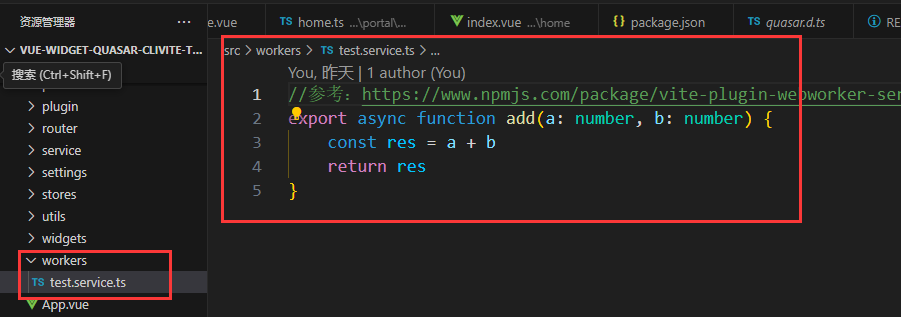 资源管理器
e.vue
home.ts ...\portal\...
index.vue ...\home
package.json
quasar.d.ts
VUE-WIDGET-QUASAR-CLIVITE-T...
src > workers > TS test.service.ts > ...
搜索 (Ctrl+Shift+F)
You, 昨天 | 1 author (You)
1 //参考：https://www.npmjs.com/package/vite-plugin-webworker-ser
plugin
2 export async function add(a: number, b: number) {
router
3 const res = a + b
service
4 return res
settings
5 }
stores
utils
widgets
workers
TS test.service.ts
App.vue